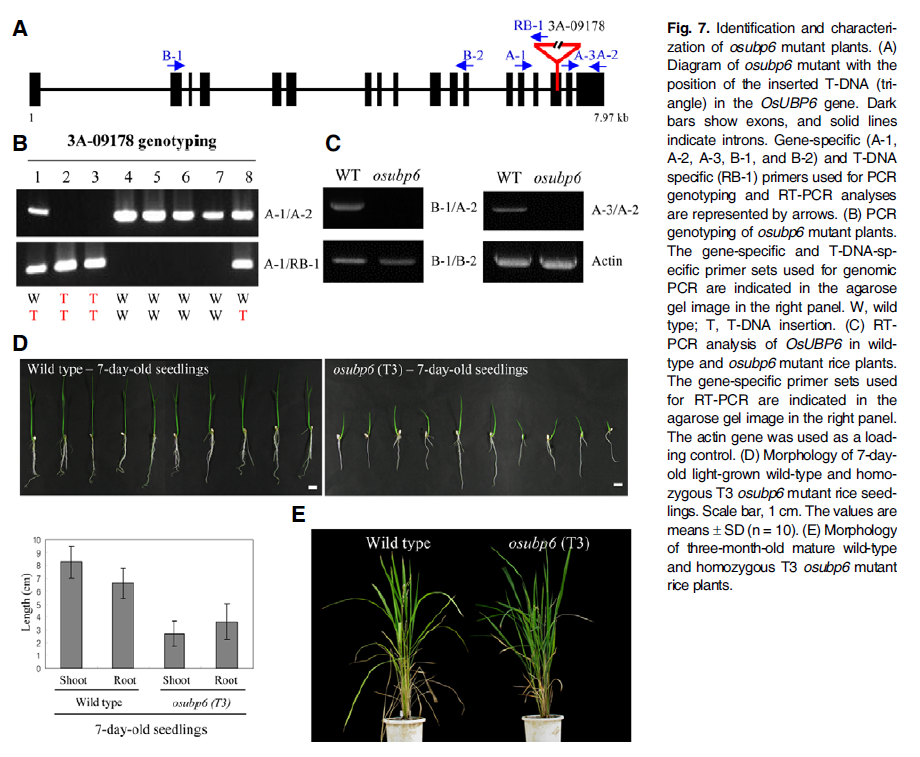 A
RB-1 3A-09178
B-1 B-2 A-1 A-3A-2
1 7.97 kb
B
3A-09178 genotyping
1 2 3 4 5 6 7 8
A-1/A-2
A-1/RB-1
W T T W W W W W
T T T W W W W T
C
WT osubp6 WT osubp6
B-1/A-2 A-3/A-2
B-1/B-2 Actin
D
Wild type – 7-day-old seedlings
osubp6 (T3) – 7-day-old seedlings
10
9
8
7
6
5
4
3
2
1
0
Length (cm)
Shoot Root Shoot Root
Wild type osubp6 (T3)
7-day-old seedlings
E
Wild type osubp6 (T3)
Fig. 7. Identification and characteri-
zation of osubp6 mutant plants. (A)
Diagram of osubp6 mutant with the
position of the inserted T-DNA (tri-
angle) in the OsUBP6 gene. Dark
bars show exons, and solid lines
indicate introns. Gene-specific (A-1,
A-2, A-3, B-1, and B-2) and T-DNA
specific (RB-1) primers used for PCR
genotyping and RT-PCR analyses
are represented by arrows. (B) PCR
genotyping of osubp6 mutant plants.
The gene-specific and T-DNA-sp-
ecific primer sets used for genomic
PCR are indicated in the agarose
gel image in the right panel. W, wild
type; T, T-DNA insertion. (C) RT-
PCR analysis of OsUBP6 in wild-
type and osubp6 mutant rice plants.
The gene-specific primer sets used
for RT-PCR are indicated in the
agarose gel image in the right panel.
The actin gene was used as a load-
ing control. (D) Morphology of 7-day-
old light-grown wild-type and homo-
zygous T3 osubp6 mutant rice seed-
lings. Scale bar, 1 cm. The values are
means ± SD (n = 10). (E) Morphology
of three-month-old mature wild-type
and homozygous T3 osubp6 mutant
rice plants.